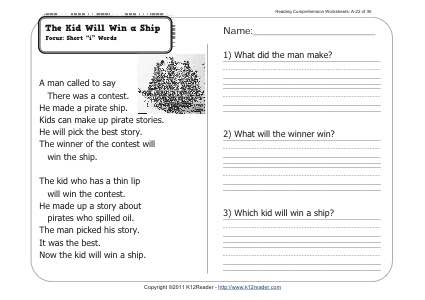 Reading Comprehension Worksheets: A-23 of 36
The Kid Will Win a Ship
Focus: Short "i" Words
Name:
A man called to say
There was a contest.
He made a pirate ship.
Kids can make up pirate stories.
He will pick the best story.
The winner of the contest will
win the ship.
The kid who has a thin lip
will win the contest.
He made up a story about
pirates who spilled oil.
The man picked his story.
It was the best.
Now the kid will win a ship.
1) What did the man make?
2) What will the winner win?
3) Which kid will win a ship?
Copyright ©2011 K12Reader - http://www.k12reader.com